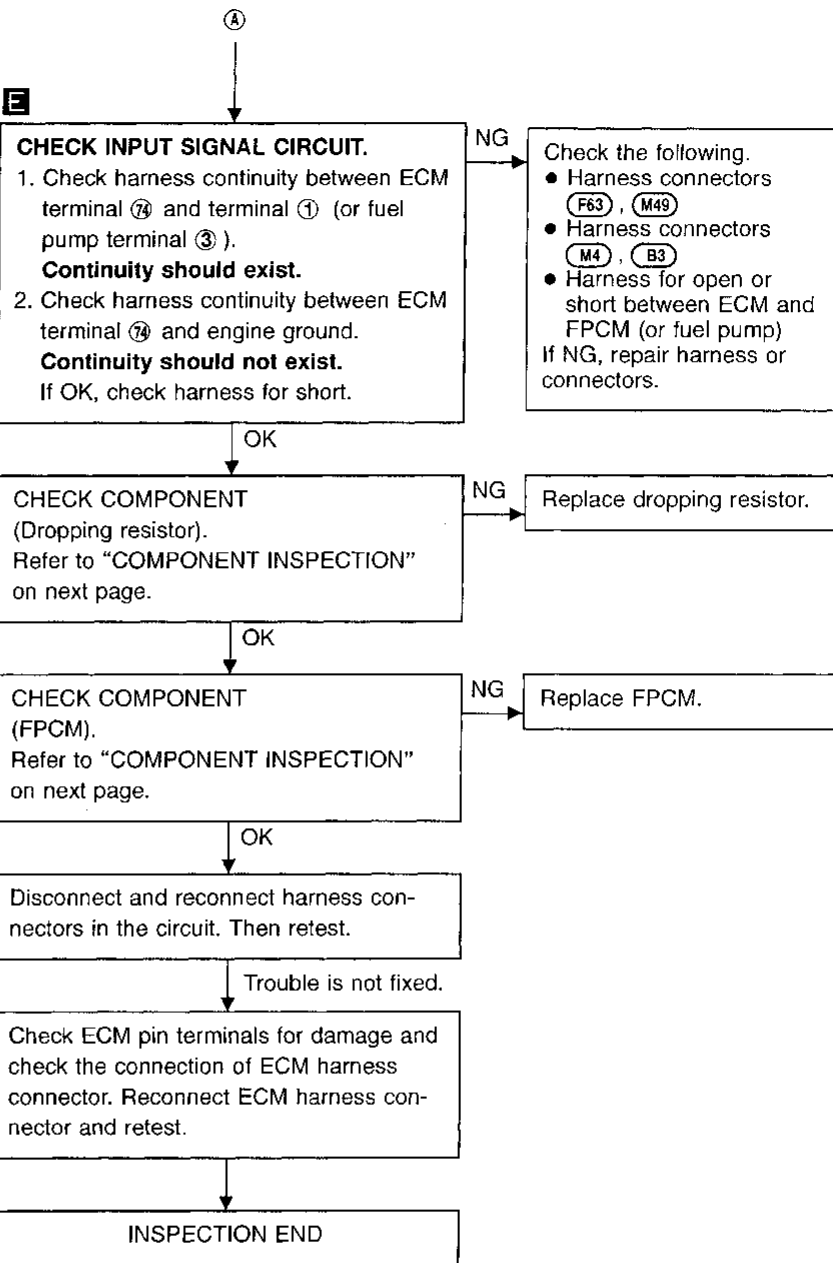 Ⓐ
E
CHECK INPUT SIGNAL CIRCUIT.
1. Check harness continuity between ECM
terminal ㊼ and terminal ① (or fuel
pump terminal ③ ).
Continuity should exist.
2. Check harness continuity between ECM
terminal 74 and engine ground.
Continuity should not exist.
If OK, check harness for short.
NG
Check the following.
● Harness connectors
F63 , M49
● Harness connectors
M4 , B3
● Harness for open or
short between ECM and
FPCM (or fuel pump)
If NG, repair harness or
connectors.
OK
CHECK COMPONENT
(Dropping resistor).
Refer to “COMPONENT INSPECTION”
on next page.
NG
Replace dropping resistor.
OK
CHECK COMPONENT
(FPCM).
Refer to “COMPONENT INSPECTION”
on next page.
NG
Replace FPCM.
OK
Disconnect and reconnect harness con-
nectors in the circuit. Then retest.
Trouble is not fixed.
Check ECM pin terminals for damage and
check the connection of ECM harness
connector. Reconnect ECM harness con-
nector and retest.
INSPECTION END